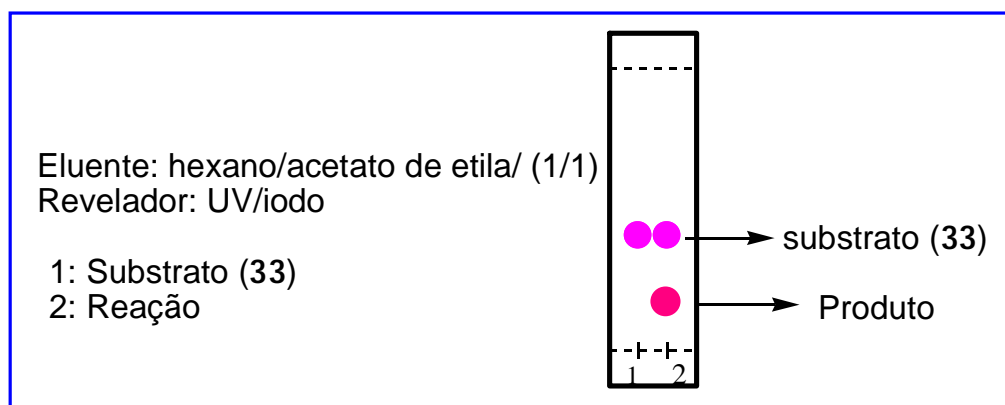 Eluente: hexano/acetato de etila/ (1/1)
Revelador: UV/iodo
1: Substrato (33)
2: Reação
substrato (33)
Produto
1 2